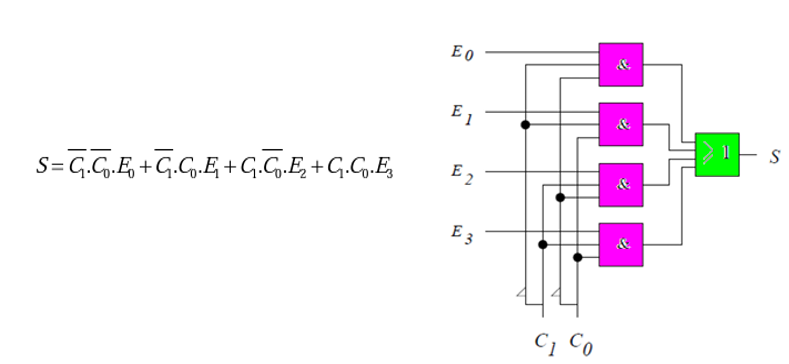 S = C̅₁.C̅₀.E₀ + C̅₁.C₀.E₁ + C₁.C̅₀.E₂ + C₁.C₀.E₃
E₀
&
E₁
&
≥1
S
E₂
&
E₃
&
C₁ C₀